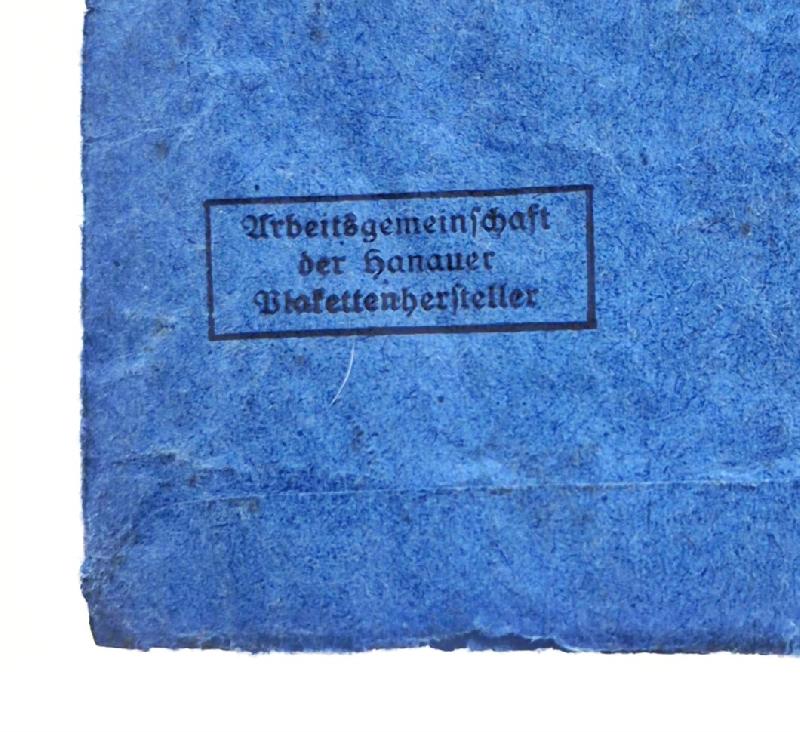 Arbeitsgemeinschaft
der Hanauer
Plakettenhersteller